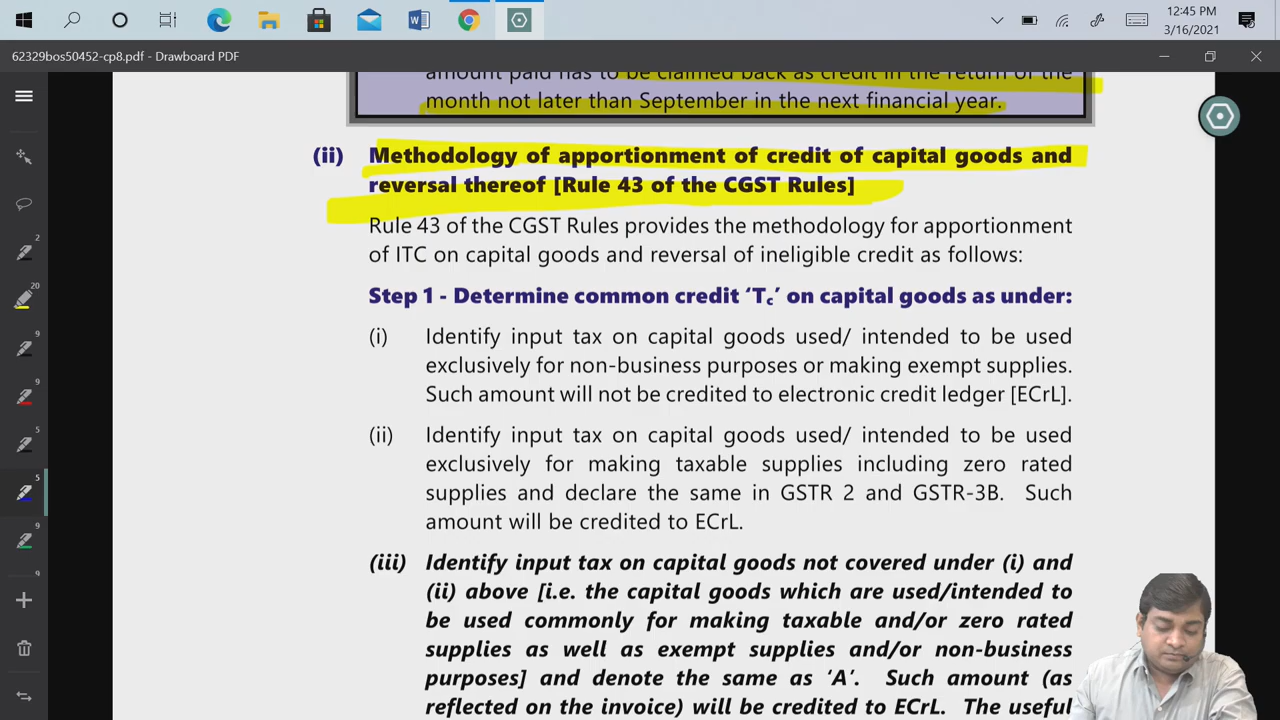 12:45 PM
3/16/2021
62329bos50452-cp8.pdf - Drawboard PDF
amount paid has to be claimed back as credit in the return of the
month not later than September in the next financial year.
(ii) Methodology of apportionment of credit of capital goods and
reversal thereof [Rule 43 of the CGST Rules]
Rule 43 of the CGST Rules provides the methodology for apportionment
of ITC on capital goods and reversal of ineligible credit as follows:
Step 1 - Determine common credit ‘Tc’ on capital goods as under:
(i) Identify input tax on capital goods used/ intended to be used
exclusively for non-business purposes or making exempt supplies.
Such amount will not be credited to electronic credit ledger [ECrL].
(ii) Identify input tax on capital goods used/ intended to be used
exclusively for making taxable supplies including zero rated
supplies and declare the same in GSTR 2 and GSTR-3B. Such
amount will be credited to ECrL.
(iii) Identify input tax on capital goods not covered under (i) and
(ii) above [i.e. the capital goods which are used/intended to
be used commonly for making taxable and/or zero rated
supplies as well as exempt supplies and/or non-business
purposes] and denote the same as ‘A’. Such amount (as
reflected on the invoice) will be credited to ECrL. The useful
2
20
9
9
5
5
9
9